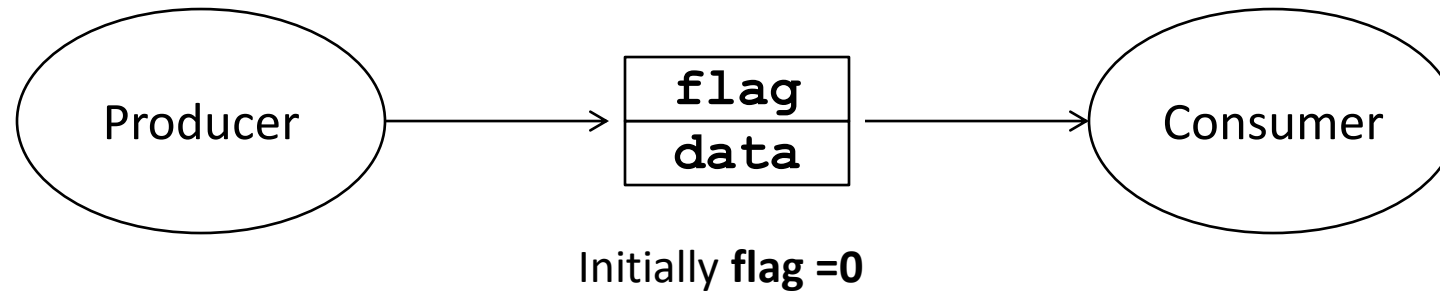 Producer
flag
data
Consumer
Initially flag =0